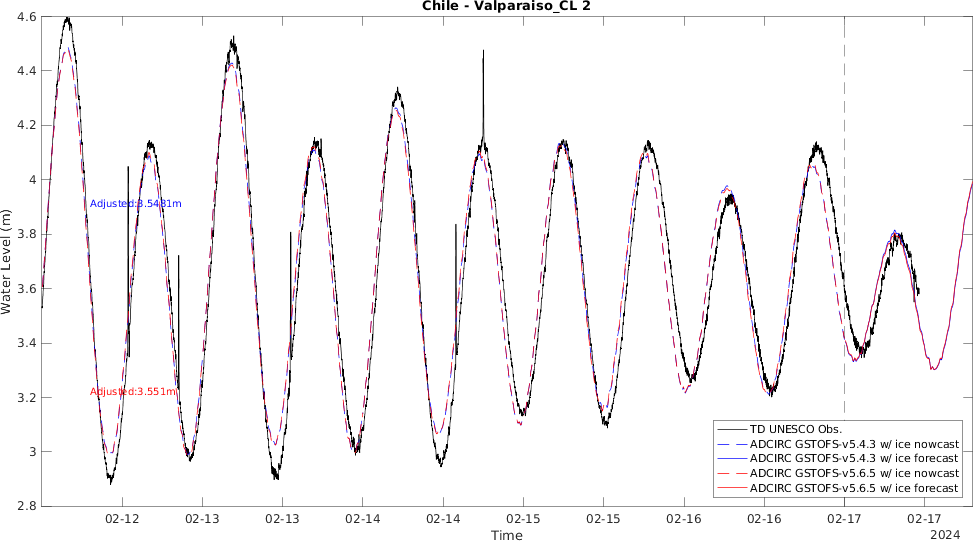 Chile - Valparaiso_CL 2
4.6
4.4
4.2
4
3.8
3.6
3.4
3.2
3
2.8
Water Level (m)
Adjusted:3.5431m
Adjusted:3.551m
TD UNESCO Obs.
ADCIRC GSTOFS-v5.4.3 w/ ice nowcast
ADCIRC GSTOFS-v5.4.3 w/ ice forecast
ADCIRC GSTOFS-v5.6.5 w/ ice nowcast
ADCIRC GSTOFS-v5.6.5 w/ ice forecast
02-12 02-13 02-13 02-14 02-14 02-15 02-15 02-16 02-16 02-17 02-17
Time
2024